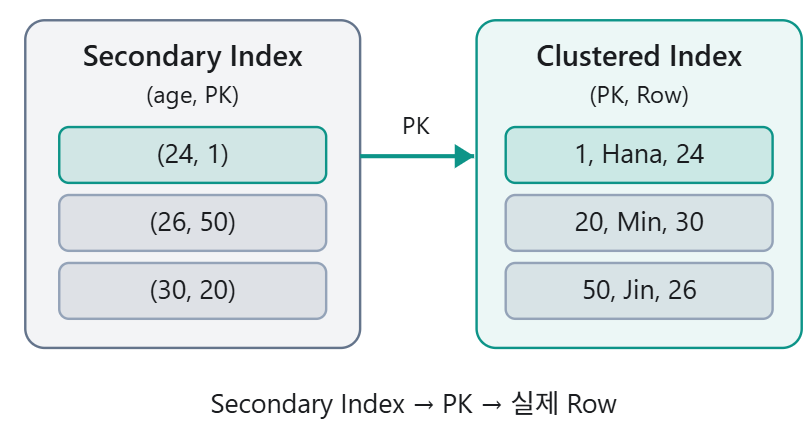 Secondary Index
(age, PK)
(24, 1)
(26, 50)
(30, 20)
PK
Clustered Index
(PK, Row)
1, Hana, 24
20, Min, 30
50, Jin, 26
Secondary Index → PK → 실제 Row